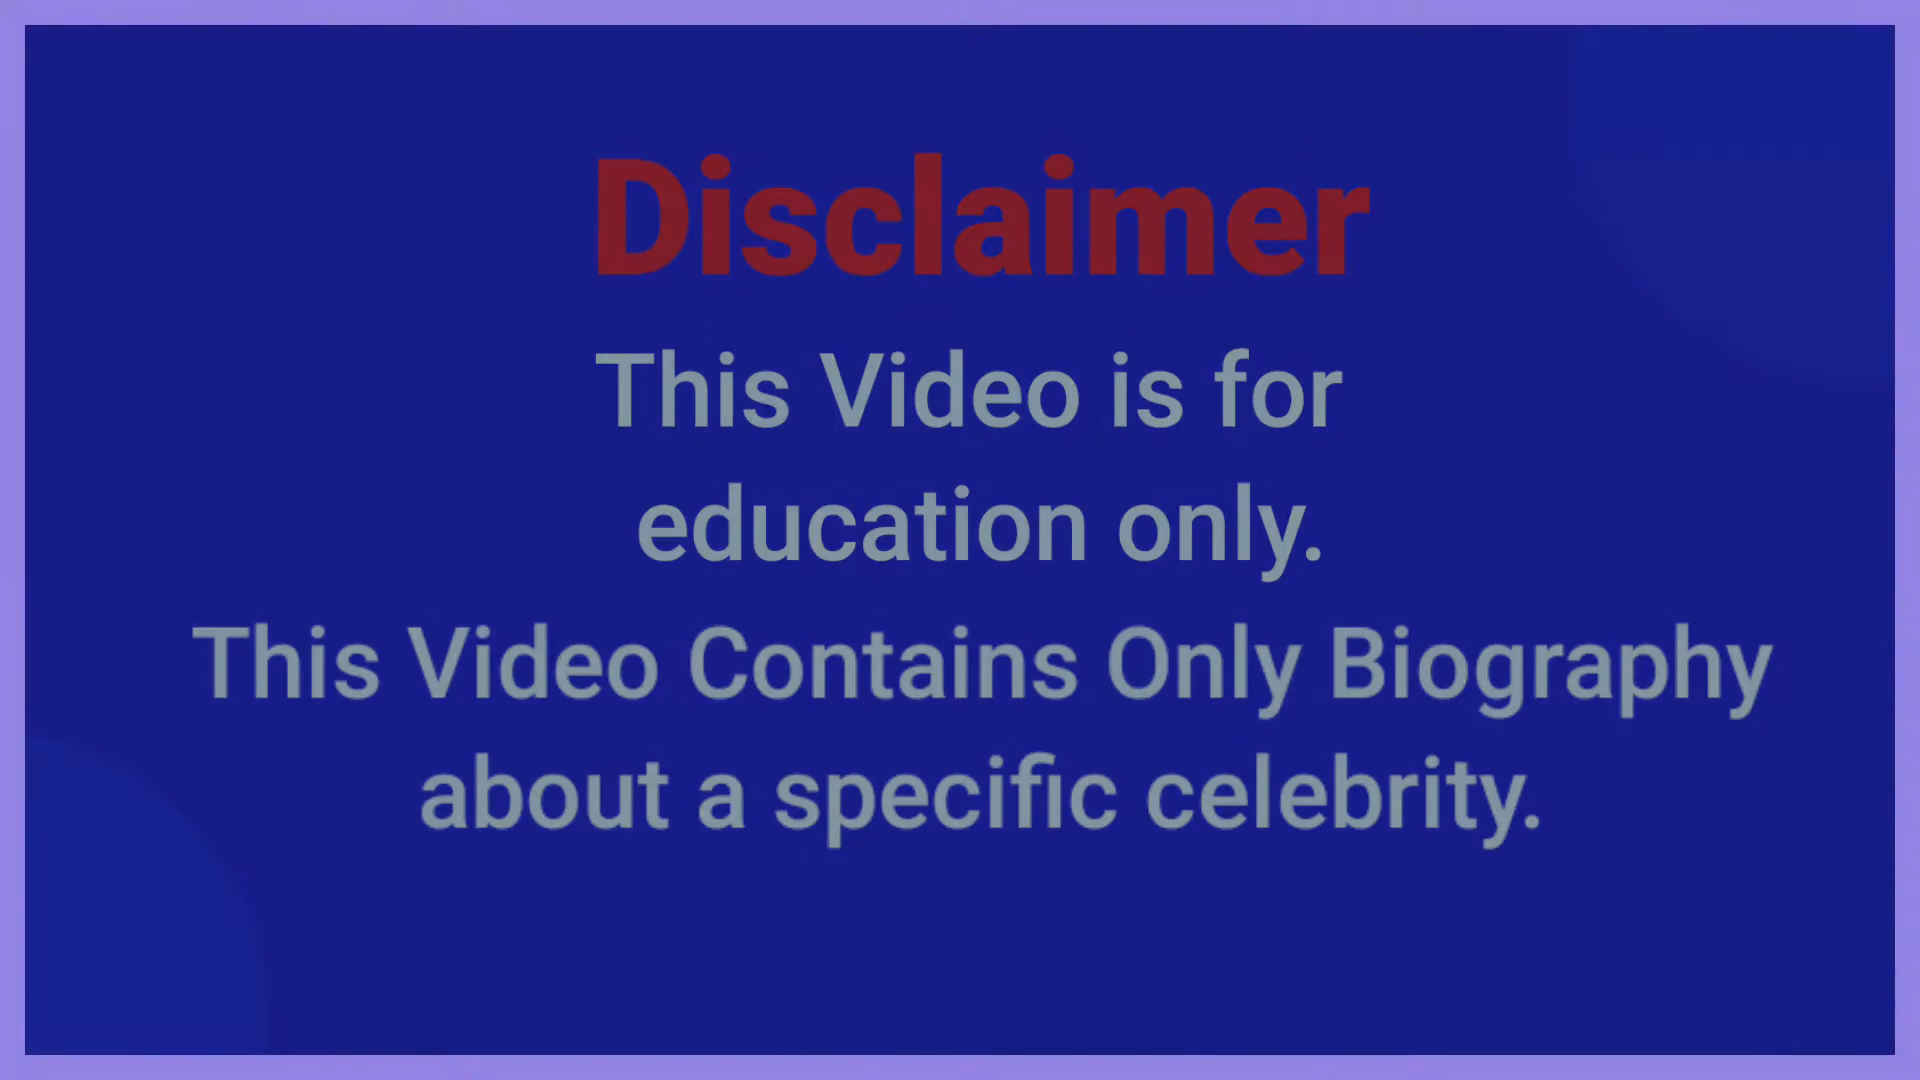 Disclaimer
This Video is for
education only.
This Video Contains Only Biography
about a specific celebrity.